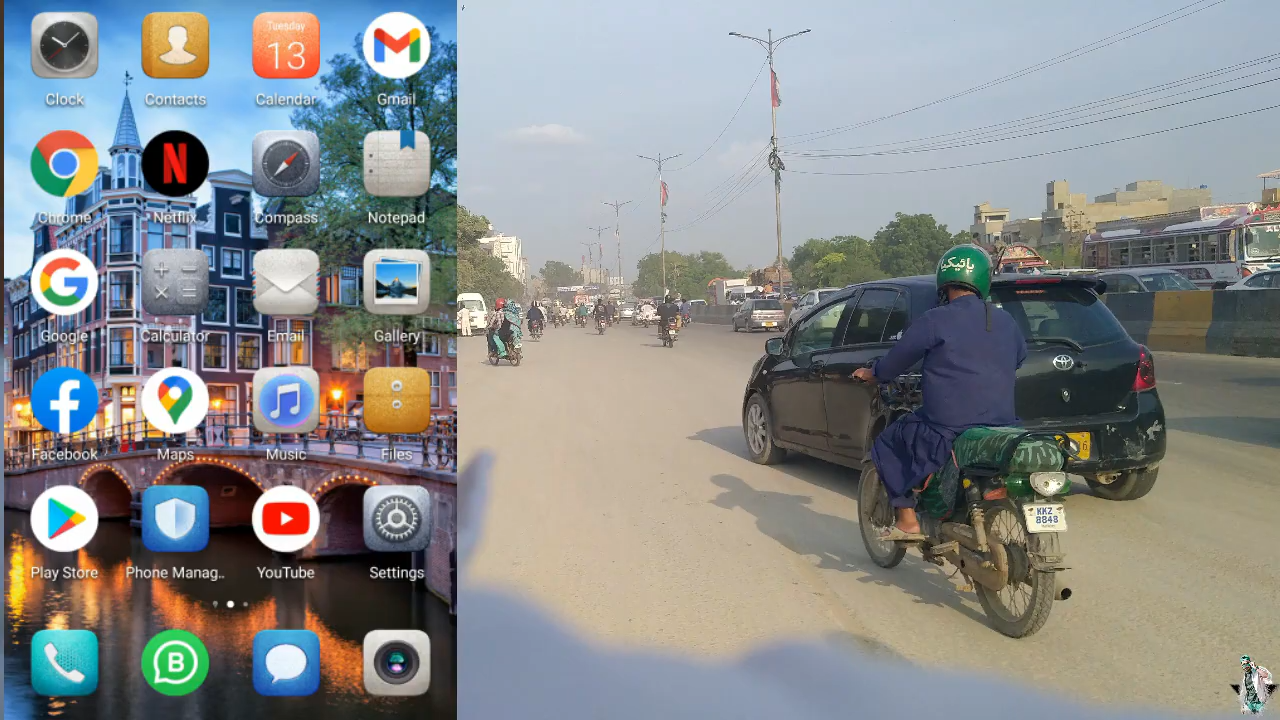 Tuesday
13
Clock
Contacts
Calendar
Gmail
Chrome
Netflix
Compass
Notepad
Google
Calculator
Email
Gallery
Facebook
Maps
Music
Files
Play Store
Phone Manag..
YouTube
Settings
B
بائیکیا
KKZ
8848